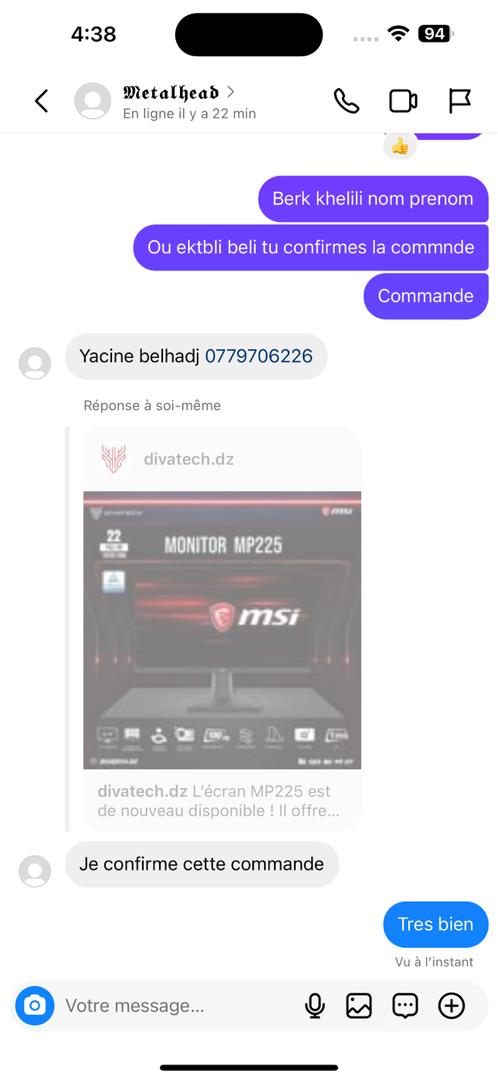 4:38
94
𝕸𝖊𝖙𝖆𝖑𝖍𝖊𝖆𝖉
En ligne il y a 22 min
👍
Berk khelili nom prenom
Ou ektbli beli tu confirmes la commnde
Commande
Yacine belhadj 0779706226
Réponse à soi-même
divatech.dz
msi
22
MONITOR MP225
msi
divatech.dz L'écran MP225 est
de nouveau disponible ! Il offre...
Je confirme cette commande
Tres bien
Vu à l'instant
Votre message...